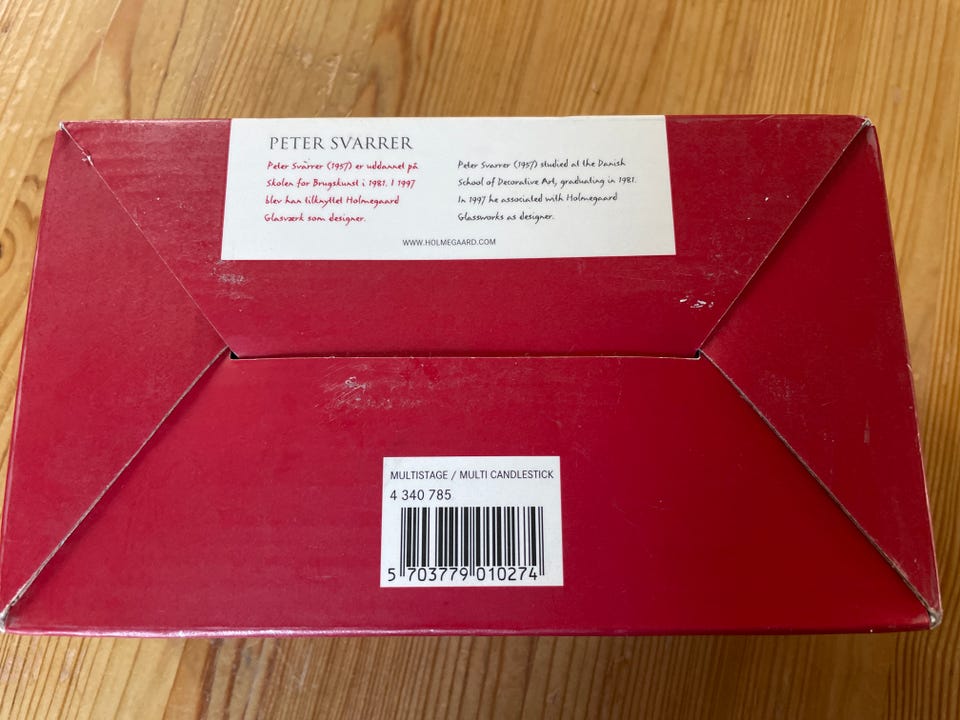 PETER SVARRER
Peter Svarrer (1957) er uddannet på
Skolen for Brugskunst i 1981. I 1997
blev han tilknyttet Holmegaard
Glasværk som designer.
Peter Svarrer (1957) studied at the Danish
School of Decorative Art, graduating in 1981.
In 1997 he associated with Holmegaard
Glassworks as designer.
WWW.HOLMEGAARD.COM
MULTISTAGE / MULTI CANDLESTICK
4 340 785
5 703779 010274